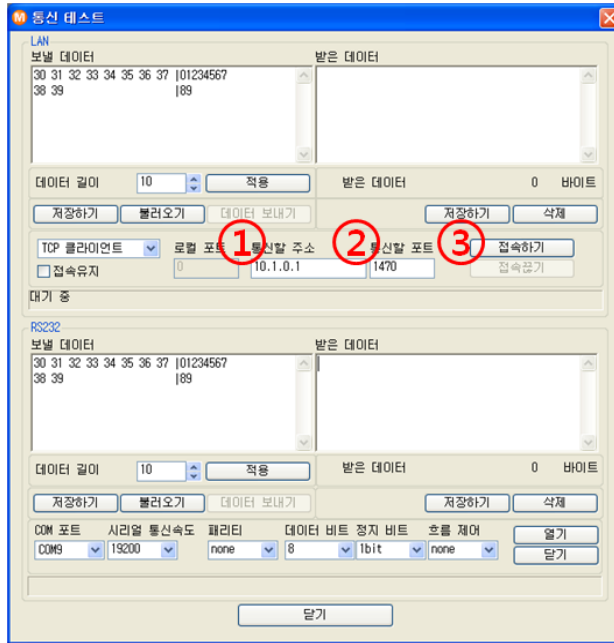 통신 테스트
LAN
보낼 데이터 받은 데이터
30 31 32 33 34 35 36 37 |01234567
38 39 |89
데이터 길이 10 적용 받은 데이터 0 바이트
저장하기 불러오기 데이터 보내기 저장하기 삭제
TCP 클라이언트 로컬 포트 ① 통신할 주소 ② 통신할 포트 ③ 접속하기
접속유지 0 10.1.0.1 1470 접속끊기
대기 중
RS232
보낼 데이터 받은 데이터
30 31 32 33 34 35 36 37 |01234567
38 39 |89
데이터 길이 10 적용 받은 데이터 0 바이트
저장하기 불러오기 데이터 보내기 저장하기 삭제
COM 포트 시리얼 통신속도 패리티 데이터 비트 정지 비트 흐름 제어 열기
COM9 19200 none 8 1bit none 닫기
닫기